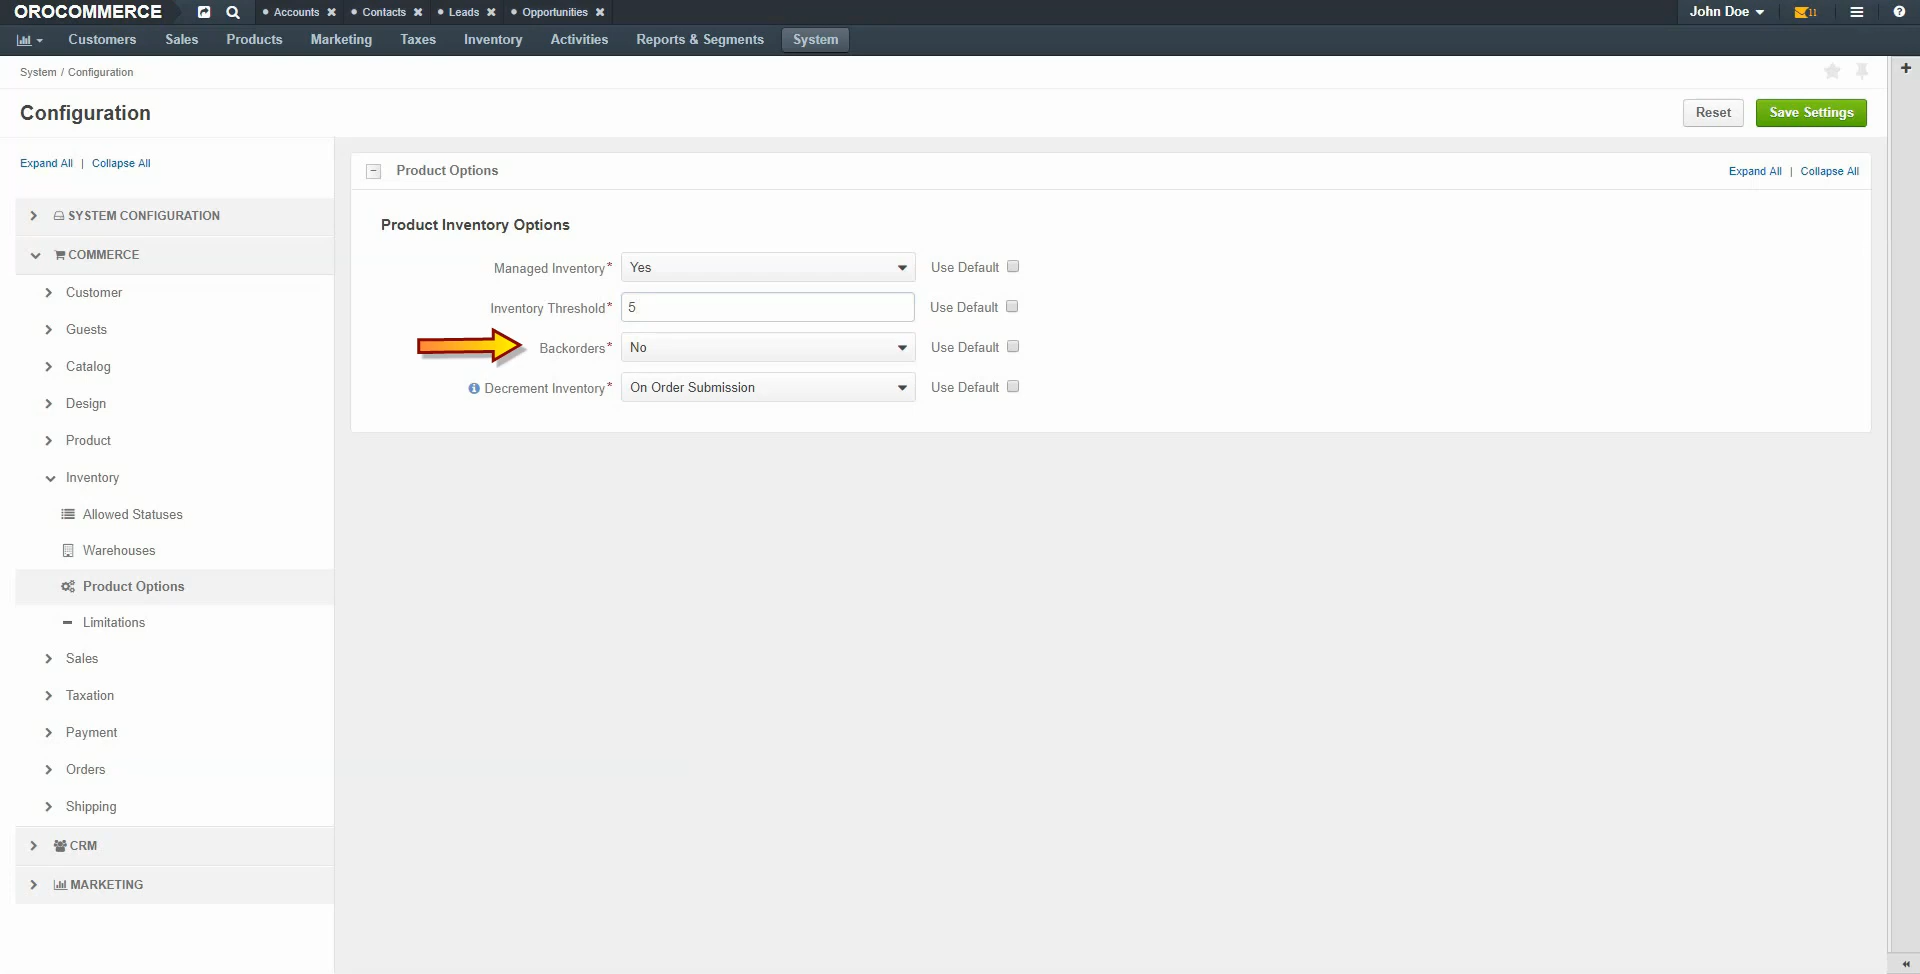 OROCOMMERCE
Accounts Contacts Leads Opportunities
John Doe 11
Customers Sales Products Marketing Taxes Inventory Activities Reports & Segments System
System / Configuration
Configuration
Reset Save Settings
Expand All | Collapse All
SYSTEM CONFIGURATION
COMMERCE
Customer
Guests
Catalog
Design
Product
Inventory
Allowed Statuses
Warehouses
Product Options
Limitations
Sales
Taxation
Payment
Orders
Shipping
CRM
MARKETING
Product Options
Expand All | Collapse All
Product Inventory Options
Managed Inventory* Yes Use Default
Inventory Threshold* 5 Use Default
Backorders* No Use Default
Decrement Inventory* On Order Submission Use Default